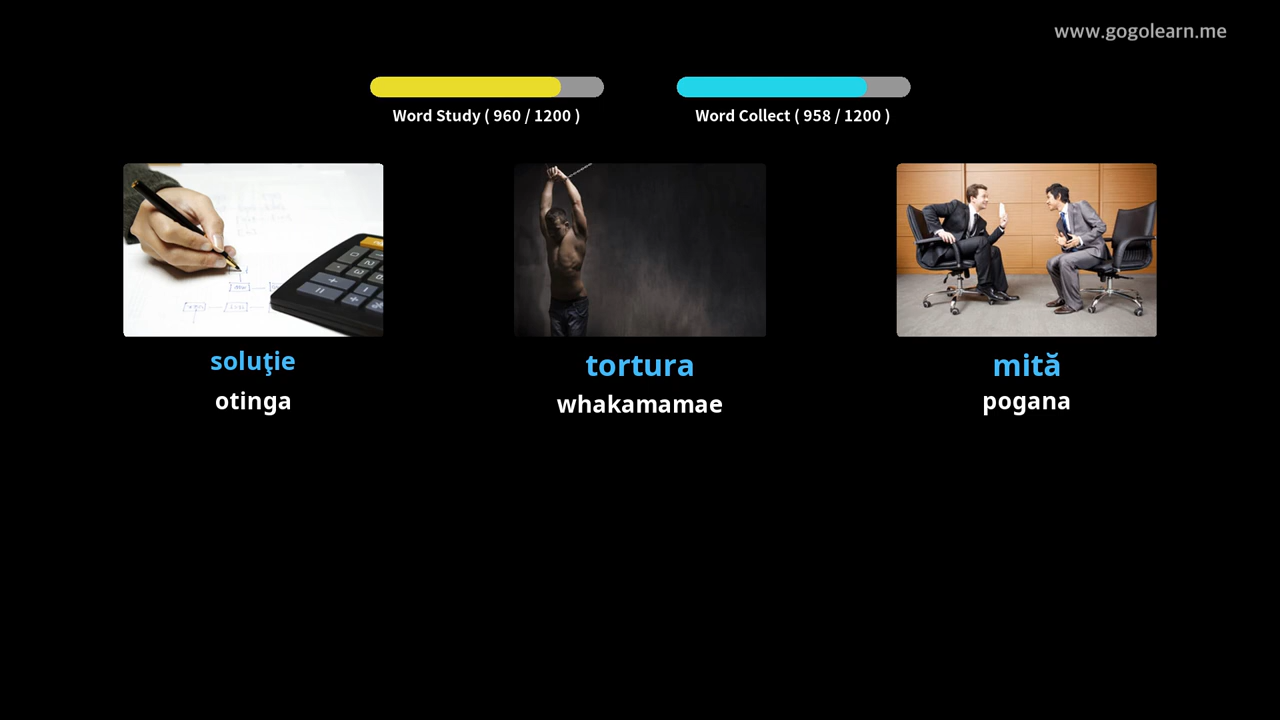 www.gogolearn.me
Word Study ( 960 / 1200 )
Word Collect ( 958 / 1200 )
soluţie
tortura
mită
otinga
whakamamae
pogana